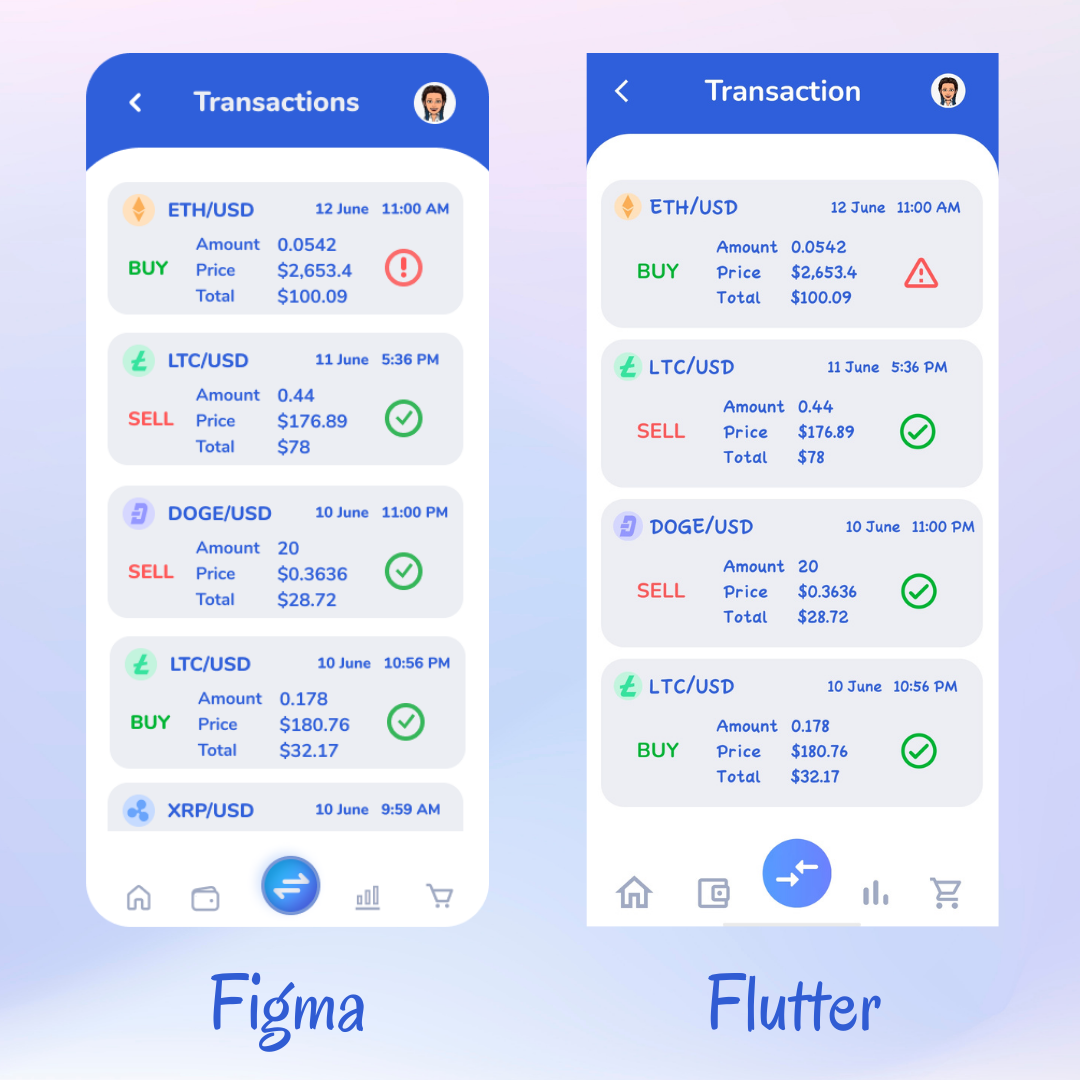 Transactions
ETH/USD 12 June 11:00 AM
Amount 0.0542
BUY Price $2,653.4
Total $100.09
LTC/USD 11 June 5:36 PM
Amount 0.44
SELL Price $176.89
Total $78
DOGE/USD 10 June 11:00 PM
Amount 20
SELL Price $0.3636
Total $28.72
LTC/USD 10 June 10:56 PM
Amount 0.178
BUY Price $180.76
Total $32.17
XRP/USD 10 June 9:59 AM
Figma
Transaction
ETH/USD 12 June 11:00 AM
Amount 0.0542
BUY Price $2,653.4
Total $100.09
LTC/USD 11 June 5:36 PM
Amount 0.44
SELL Price $176.89
Total $78
DOGE/USD 10 June 11:00 PM
Amount 20
SELL Price $0.3636
Total $28.72
LTC/USD 10 June 10:56 PM
Amount 0.178
BUY Price $180.76
Total $32.17
Flutter